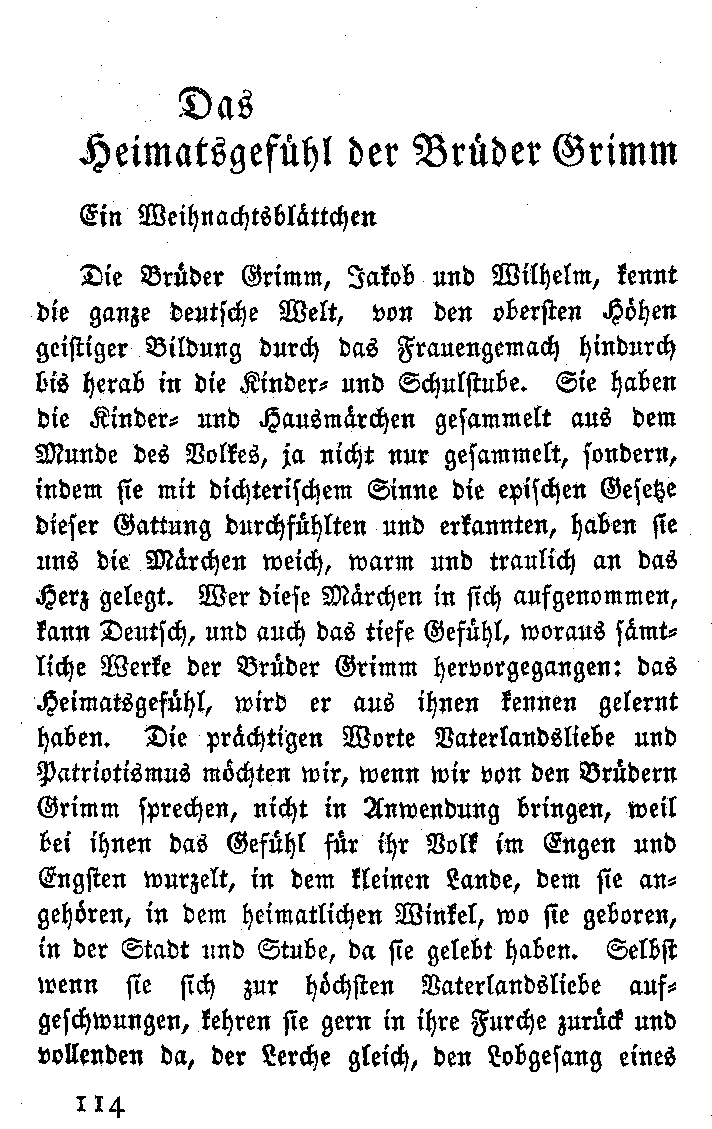 Das
Heimatsgefühl der Brüder Grimm
Ein Weihnachtsblättchen
Die Brüder Grimm, Jakob und Wilhelm, kennt
die ganze deutsche Welt, von den obersten Höhen
geistiger Bildung durch das Frauengemach hindurch
bis herab in die Kinder- und Schulstube. Sie haben
die Kinder- und Hausmärchen gesammelt aus dem
Munde des Volkes, ja nicht nur gesammelt, sondern,
indem sie mit dichterischem Sinne die epischen Gesetze
dieser Gattung durchfühlten und erkannten, haben sie
uns die Märchen weich, warm und traulich an das
Herz gelegt. Wer diese Märchen in sich aufgenommen,
kann Deutsch, und auch das tiefe Gefühl, woraus sämt-
liche Werke der Brüder Grimm hervorgegangen: das
Heimatsgefühl, wird er aus ihnen kennen gelernt
haben. Die prächtigen Worte Vaterlandsliebe und
Patriotismus möchten wir, wenn wir von den Brüdern
Grimm sprechen, nicht in Anwendung bringen, weil
bei ihnen das Gefühl für ihr Volk im Engen und
Engsten wurzelt, in dem kleinen Lande, dem sie an-
gehören, in dem heimatlichen Winkel, wo sie geboren,
in der Stadt und Stube, da sie gelebt haben. Selbst
wenn sie sich zur höchsten Vaterlandsliebe auf-
geschwungen, kehren sie gern in ihre Furche zurück und
vollenden da, der Lerche gleich, den Lobgesang eines
114